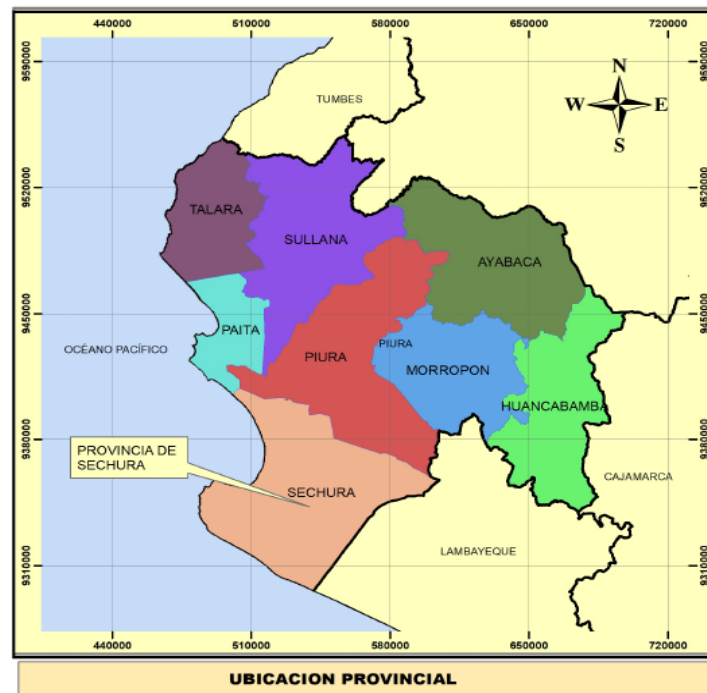 440000 510000 580000 650000 720000
9590000
9590000
N
W E
S
TUMBES
9520000
9520000
TALARA
SULLANA
AYABACA
9450000
9450000
PAITA
OCÉANO PACÍFICO
PIURA
PIURA
MORROPON
HUANCABAMBA
9380000
9380000
PROVINCIA DE
SECHURA
SECHURA
CAJAMARCA
LAMBAYEQUE
9310000
9310000
440000 510000 580000 650000 720000
UBICACION PROVINCIAL